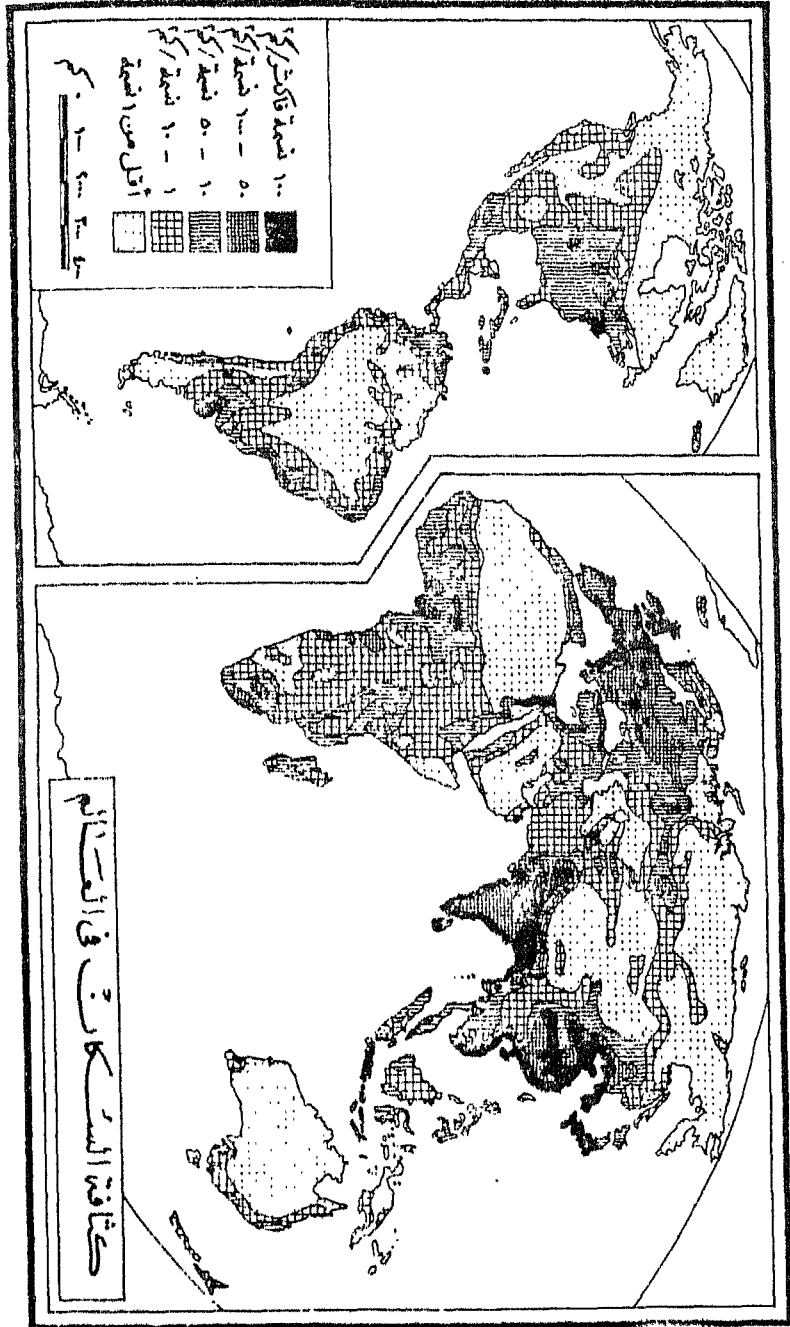 كثافة السكان في العالم
١٠٠ نسمة فأكثر/كم٢
٥٠ - ١٠٠ نسمة/كم٢
١٠ - ٥٠ نسمة/كم٢
١ - ١٠ نسمة/كم٢
أقل من ١ نسمة